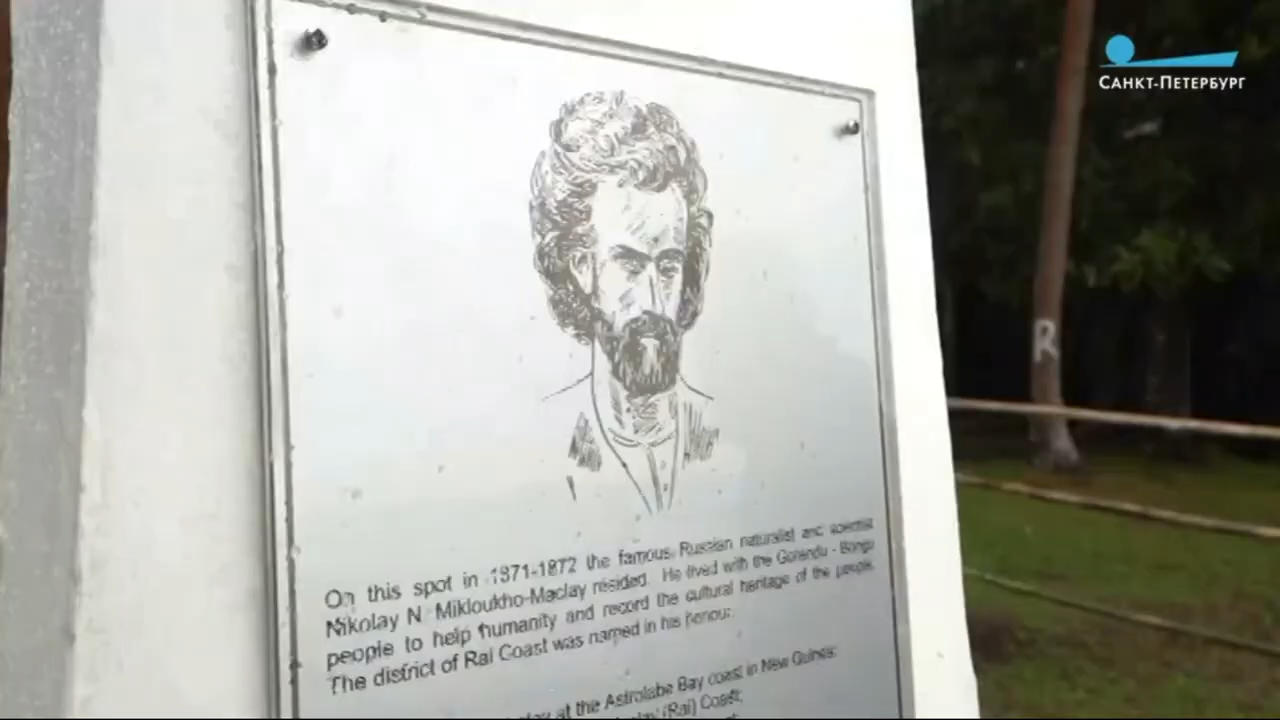 САНКТ-ПЕТЕРБУРГ
R
On this spot in 1871-1872 the famous Russian naturalist and scientist
Nikolay N. Mikloukho-Maclay resided. He lived with the Gorendu - Bongu
people to help humanity and record the cultural heritage of the people.
The district of Rai Coast was named in his honour.
at the Astrolabe Bay coast in New Guinea:
(Rai) Coast;